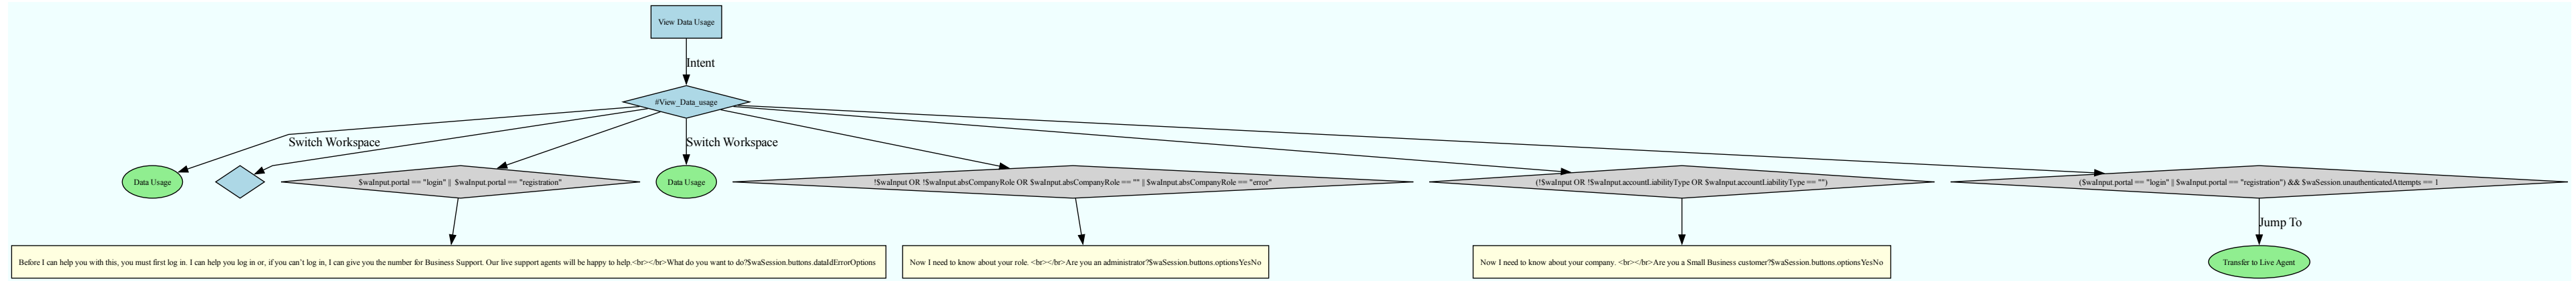 View Data Usage
Intent
#View_Data_usage
Switch Workspace
Switch Workspace
Data Usage
$waInput.portal == "login" || $waInput.portal == "registration"
Data Usage
!$waInput OR !$waInput.absCompanyRole OR $waInput.absCompanyRole == "" || $waInput.absCompanyRole == "error"
(!$waInput OR !$waInput.accountLiabilityType OR $waInput.accountLiabilityType == "")
($waInput.portal == "login" || $waInput.portal == "registration") && $waSession.unauthenticatedAttempts == 1
Jump To
Before I can help you with this, you must first log in. I can help you log in or, if you can't log in, I can give you the number for Business Support. Our live support agents will be happy to help.<br></br>What do you want to do?$waSession.buttons.dataIdErrorOptions
Now I need to know about your role. <br></br>Are you an administrator?$waSession.buttons.optionsYesNo
Now I need to know about your company. <br></br>Are you a Small Business customer?$waSession.buttons.optionsYesNo
Transfer to Live Agent